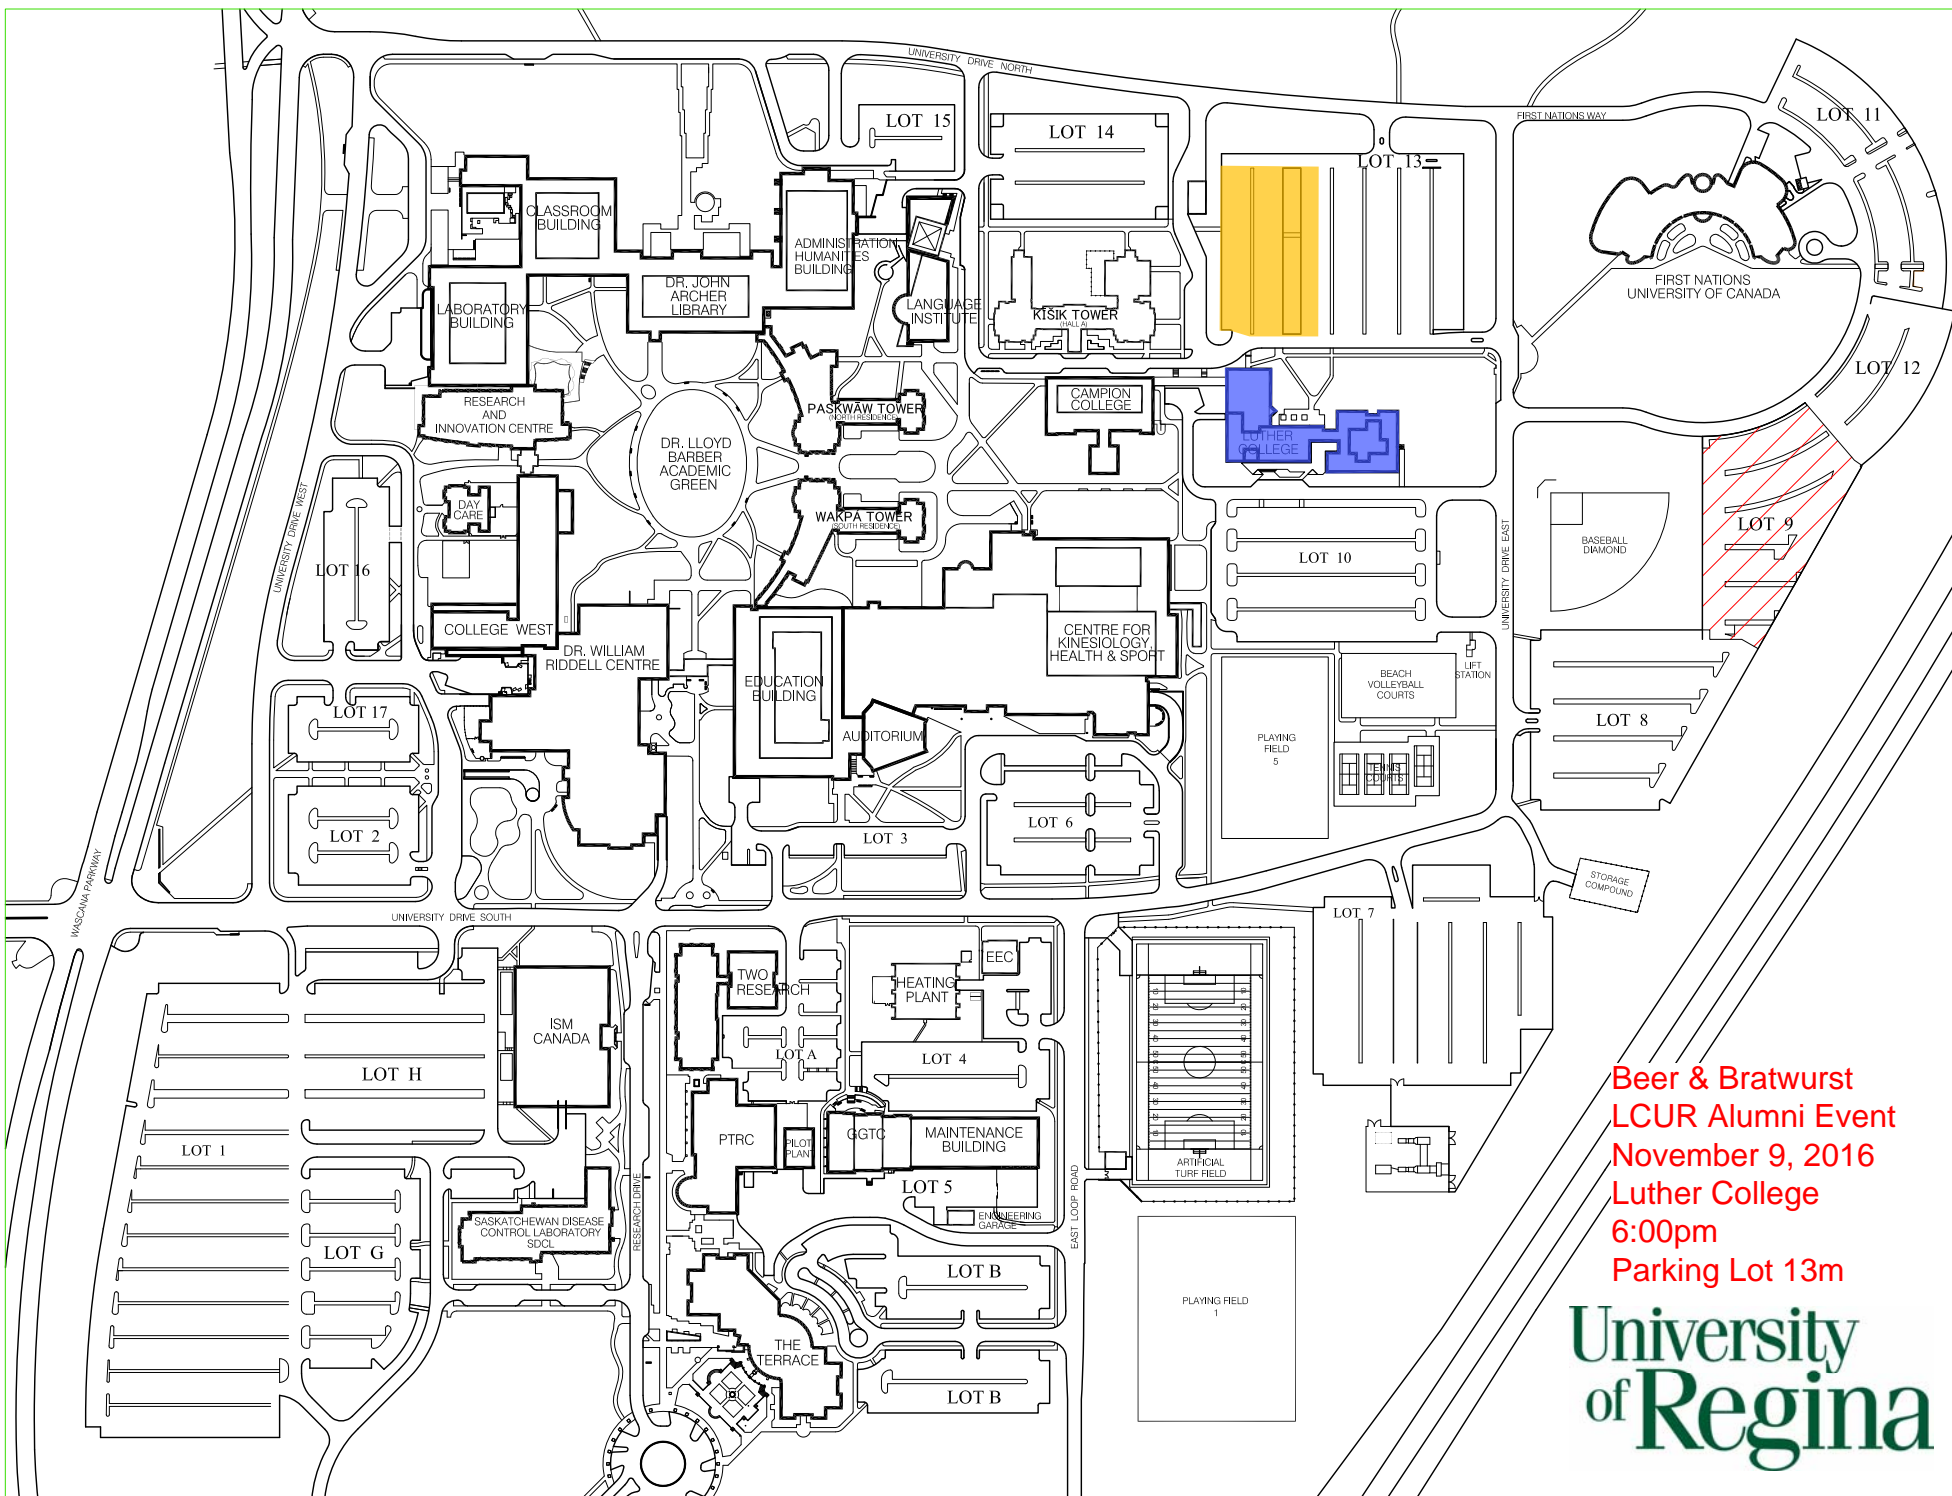 UNIVERSITY DRIVE NORTH
FIRST NATIONS WAY
LOT 11
LOT 15
LOT 14
LOT 13
CLASSROOM
BUILDING
ADMINISTRATION
HUMANITIES
BUILDING
DR. JOHN
ARCHER
LIBRARY
LABORATORY
BUILDING
LANGUAGE
INSTITUTE
KĪŠIK TOWER
(HALL A)
FIRST NATIONS
UNIVERSITY OF CANADA
LOT 12
RESEARCH
AND
INNOVATION CENTRE
PASKWĀW TOWER
(NORTH RESIDENCE)
CAMPION
COLLEGE
LUTHER
COLLEGE
DR. LLOYD
BARBER
ACADEMIC
GREEN
DAY
CARE
WAKPÁ TOWER
(SOUTH RESIDENCE)
UNIVERSITY DRIVE WEST
LOT 16
LOT 10
UNIVERSITY DRIVE EAST
BASEBALL
DIAMOND
LOT 9
COLLEGE WEST
DR. WILLIAM
RIDDELL CENTRE
CENTRE FOR
KINESIOLOGY,
HEALTH & SPORT
EDUCATION
BUILDING
AUDITORIUM
BEACH
VOLLEYBALL
COURTS
LIFT
STATION
LOT 17
LOT 8
PLAYING
FIELD
5
TENNIS
COURTS
LOT 2
LOT 3
LOT 6
WASCANA PARKWAY
STORAGE
COMPOUND
UNIVERSITY DRIVE SOUTH
LOT 7
TWO
RESEARCH
HEATING
PLANT
EEC
ISM
CANADA
LOT A
LOT 4
LOT H
LOT 1
PTRC
PILOT
PLANT
GGTC
MAINTENANCE
BUILDING
ARTIFICIAL
TURF FIELD
LOT 5
ENGINEERING
GARAGE
EAST LOOP ROAD
RESEARCH DRIVE
SASKATCHEWAN DISEASE
CONTROL LABORATORY
SDCL
LOT G
LOT B
THE
TERRACE
LOT B
PLAYING FIELD
1
Beer & Bratwurst
LCUR Alumni Event
November 9, 2016
Luther College
6:00pm
Parking Lot 13m
University
of Regina